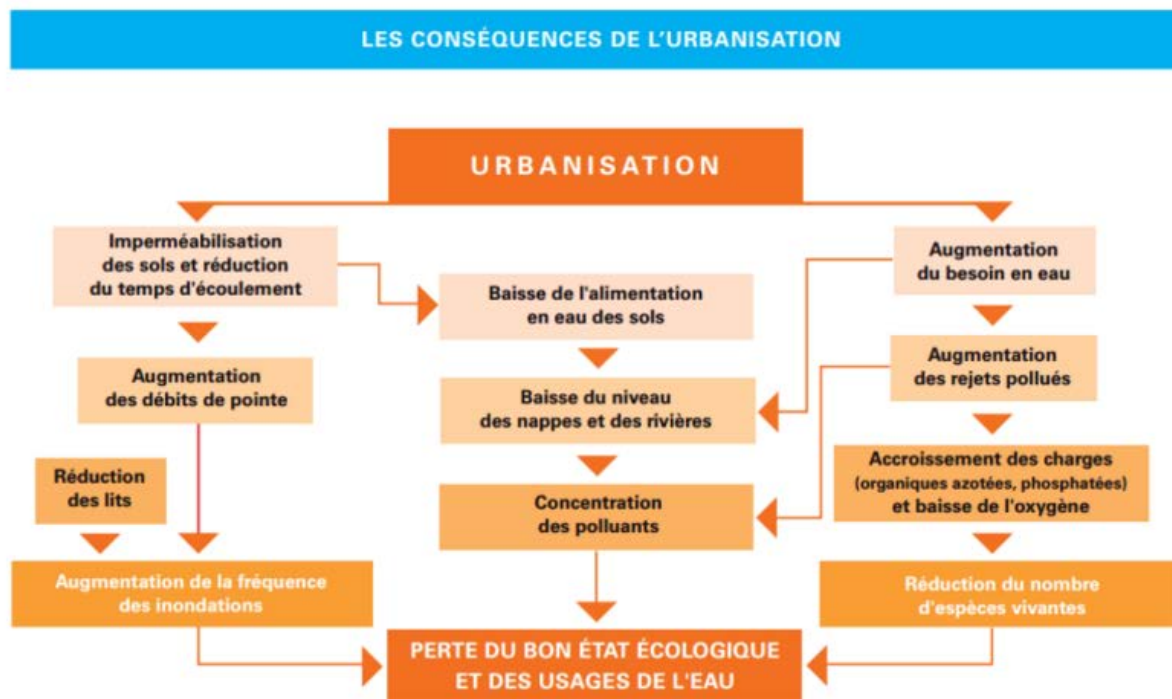 LES CONSÉQUENCES DE L'URBANISATION
URBANISATION
Imperméabilisation
des sols et réduction
du temps d'écoulement
Augmentation
du besoin en eau
Baisse de l'alimentation
en eau des sols
Augmentation
des débits de pointe
Baisse du niveau
des nappes et des rivières
Augmentation
des rejets pollués
Réduction
des lits
Concentration
des polluants
Accroissement des charges
(organiques azotées, phosphatées)
et baisse de l'oxygène
Augmentation de la fréquence
des inondations
Réduction du nombre
d'espèces vivantes
PERTE DU BON ÉTAT ÉCOLOGIQUE
ET DES USAGES DE L'EAU